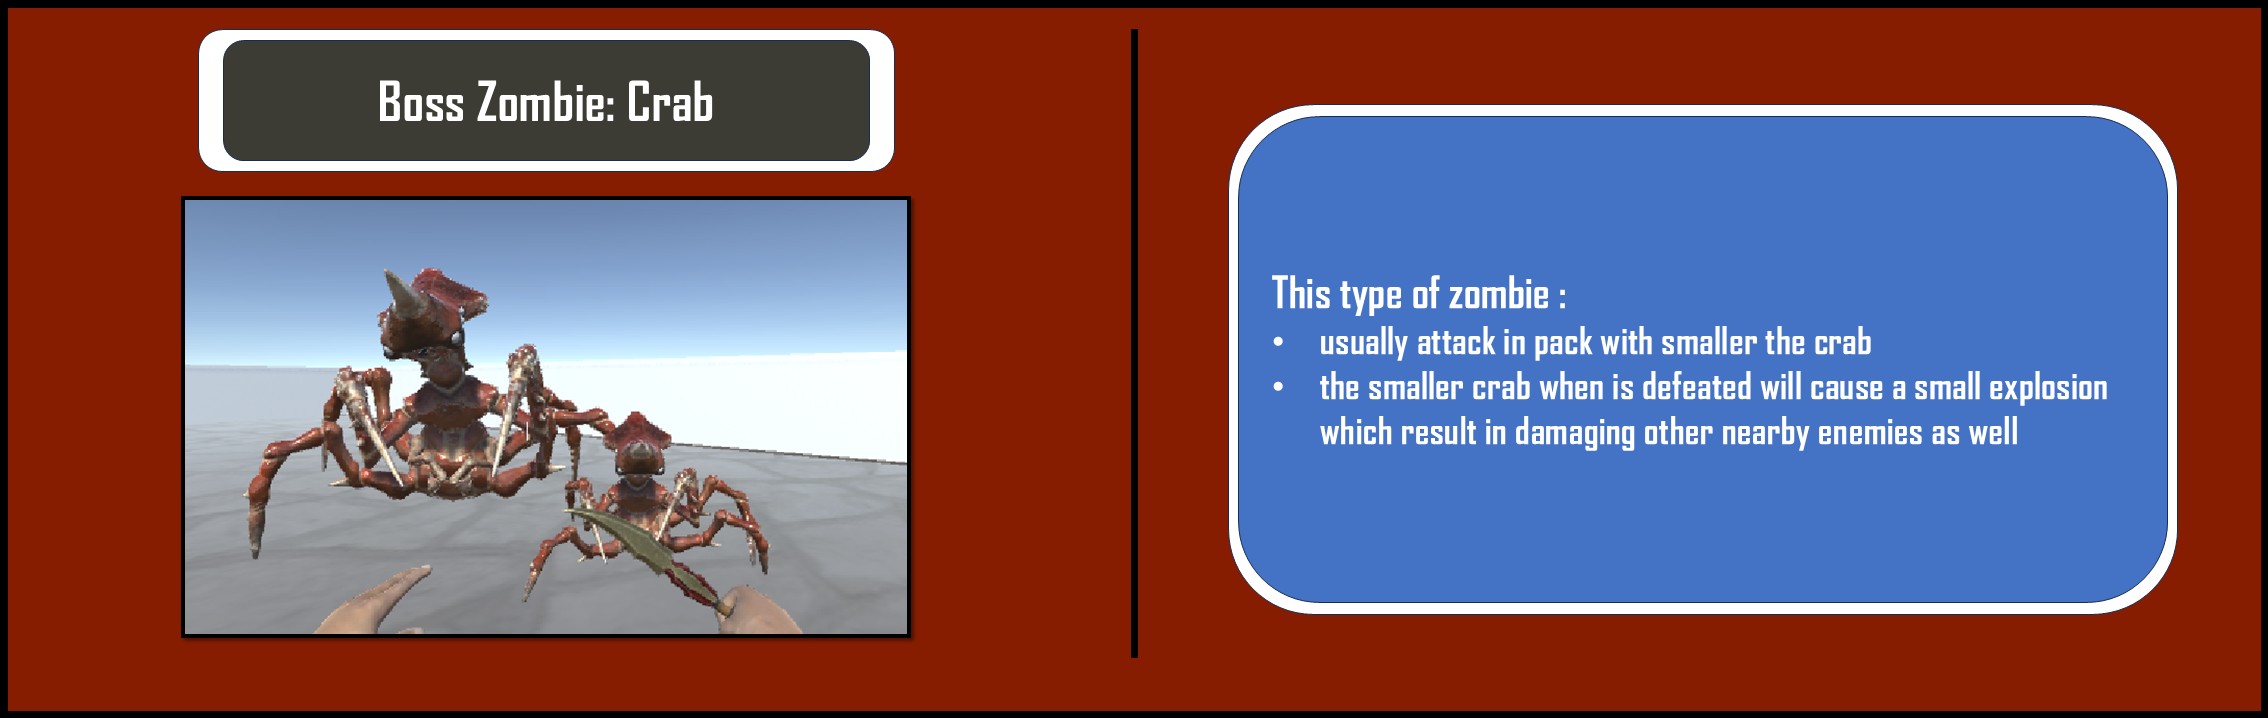 Boss Zombie: Crab
This type of zombie :
• usually attack in pack with smaller the crab
• the smaller crab when is defeated will cause a small explosion
which result in damaging other nearby enemies as well